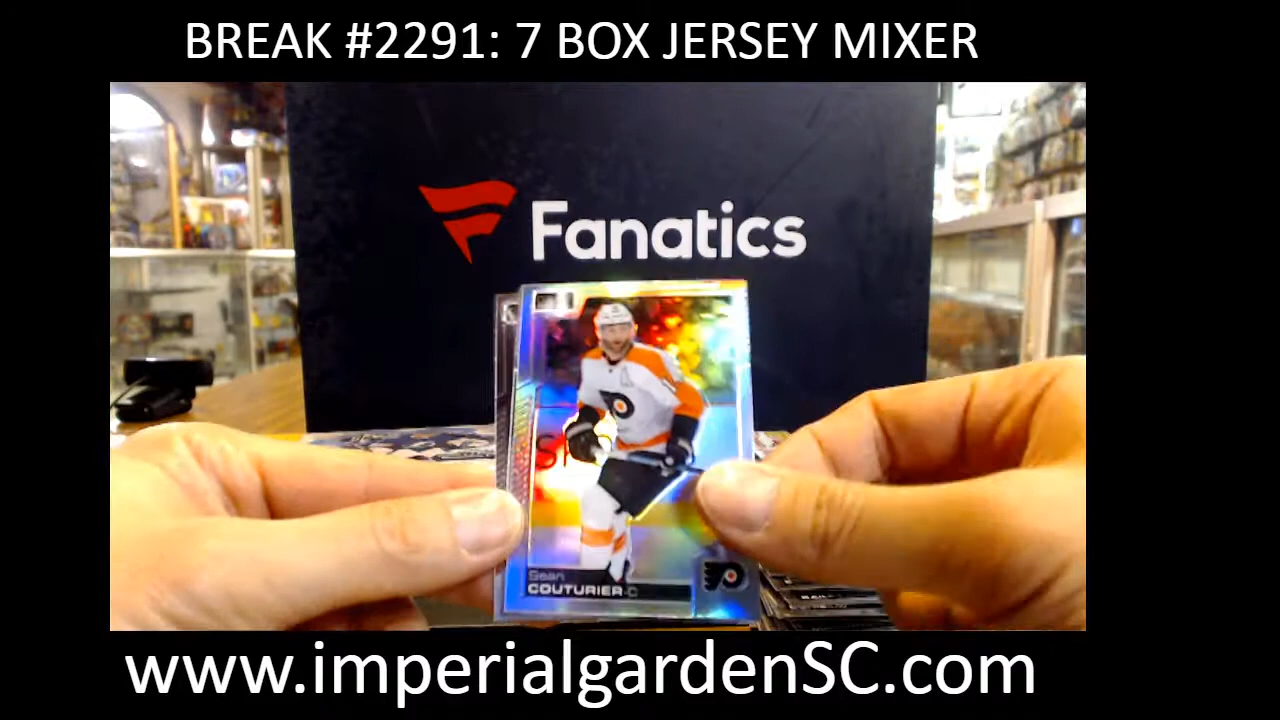 BREAK #2291: 7 BOX JERSEY MIXER
Fanatics
Sean
COUTURIER-C
www.imperialgardenSC.com